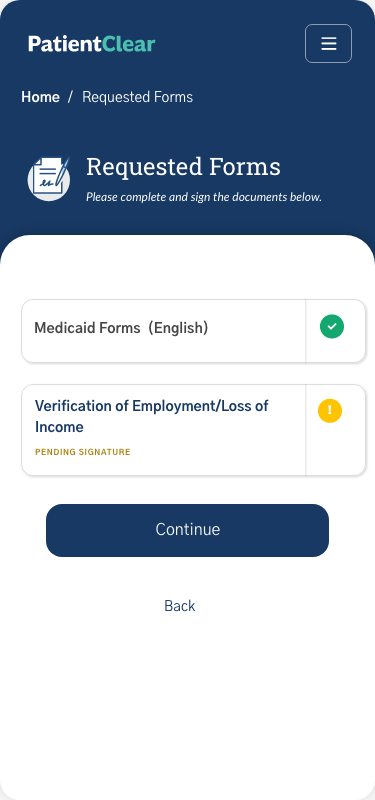 PatientClear
Home / Requested Forms
Requested Forms
Please complete and sign the documents below.
Medicaid Forms (English)
Verification of Employment/Loss of
Income
PENDING SIGNATURE
Continue
Back